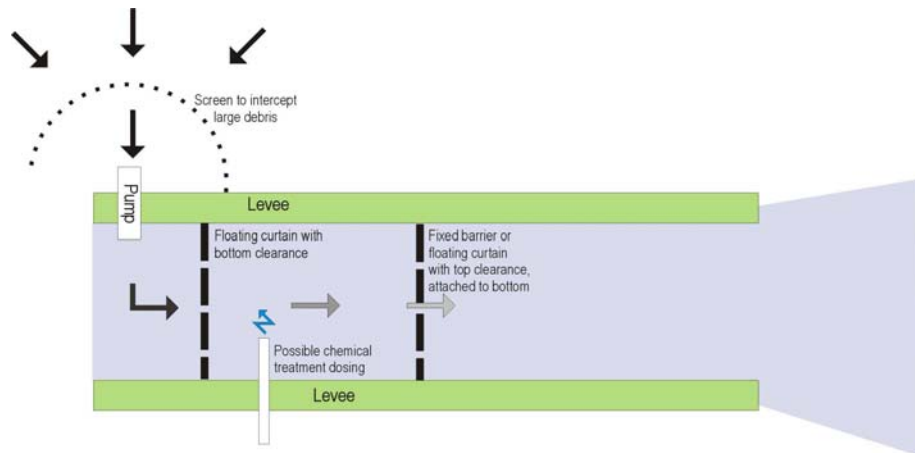 Screen to intercept
large debris
Pump
Levee
Floating curtain with
bottom clearance
Fixed barrier or
floating curtain
with top clearance,
attached to bottom
Possible chemical
treatment dosing
Levee